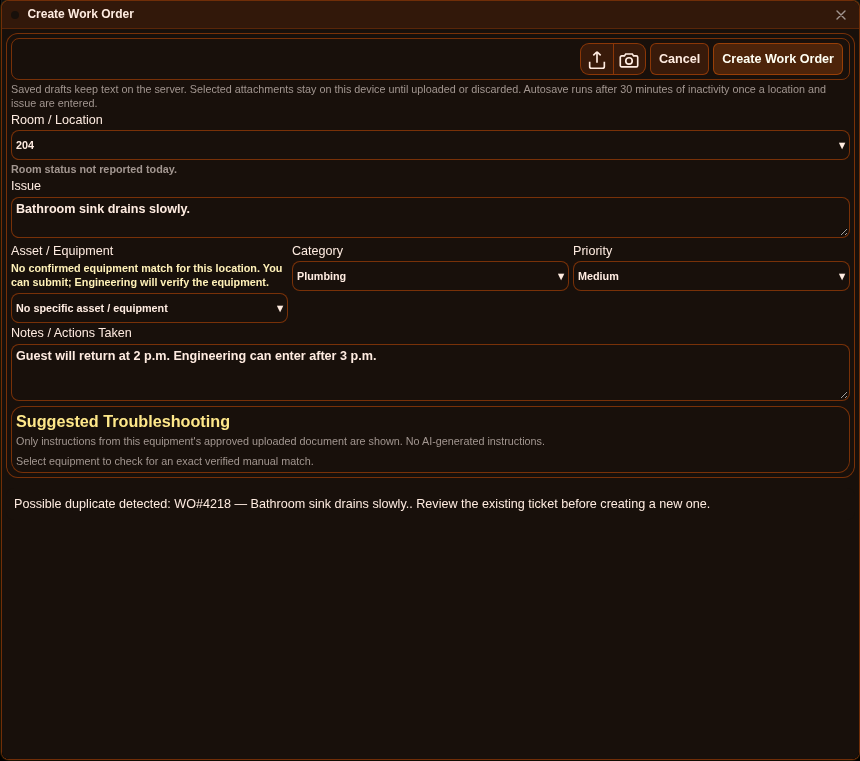 Create Work Order
Cancel
Create Work Order
Saved drafts keep text on the server. Selected attachments stay on this device until uploaded or discarded. Autosave runs after 30 minutes of inactivity once a location and
issue are entered.
Room / Location
204
Room status not reported today.
Issue
Bathroom sink drains slowly.
Asset / Equipment
No confirmed equipment match for this location. You
can submit; Engineering will verify the equipment.
No specific asset / equipment
Category
Plumbing
Priority
Medium
Notes / Actions Taken
Guest will return at 2 p.m. Engineering can enter after 3 p.m.
Suggested Troubleshooting
Only instructions from this equipment's approved uploaded document are shown. No AI-generated instructions.
Select equipment to check for an exact verified manual match.
Possible duplicate detected: WO#4218 — Bathroom sink drains slowly.. Review the existing ticket before creating a new one.